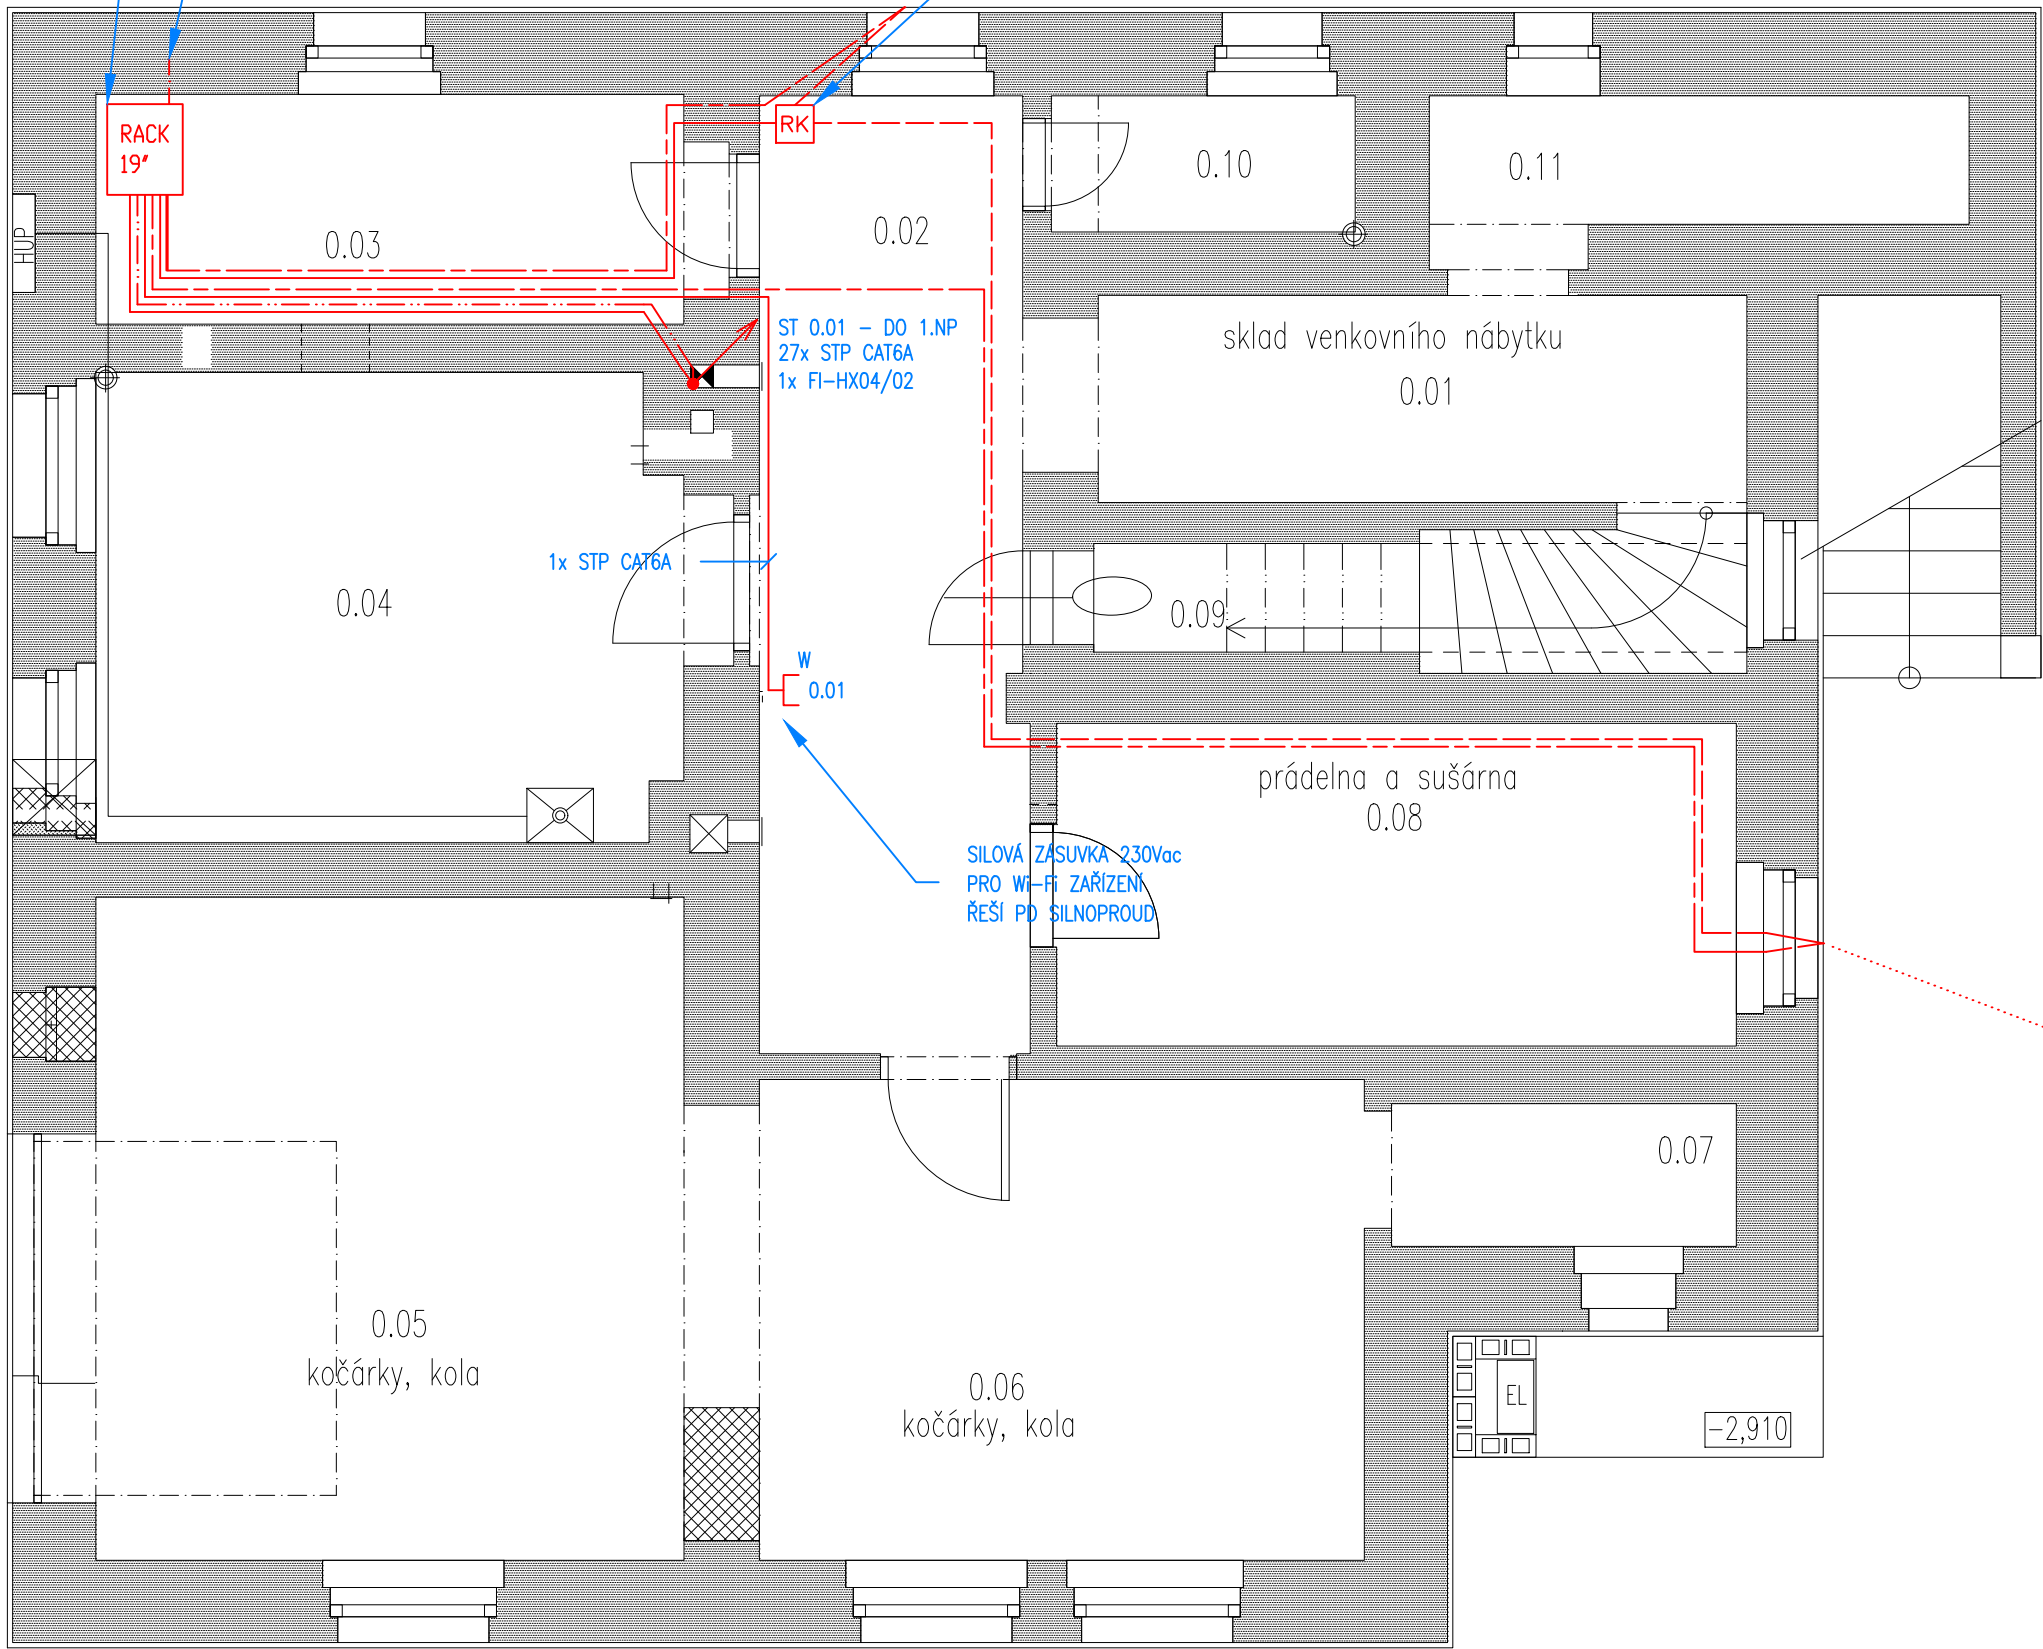 RACK
19"
RK
HUP
0.03
0.02
0.10
0.11
ST 0.01 – DO 1.NP
27x STP CAT6A
1x FI–HX04/02
sklad venkovního nábytku
0.01
1x STP CAT6A
0.04
0.09
W
0.01
prádelna a sušárna
0.08
SILOVÁ ZÁSUVKA 230Vac
PRO Wi–Fi ZAŘÍZENÍ
ŘEŠÍ PD SILNOPROUD
0.07
0.05
kočárky, kola
0.06
kočárky, kola
EL
–2,910